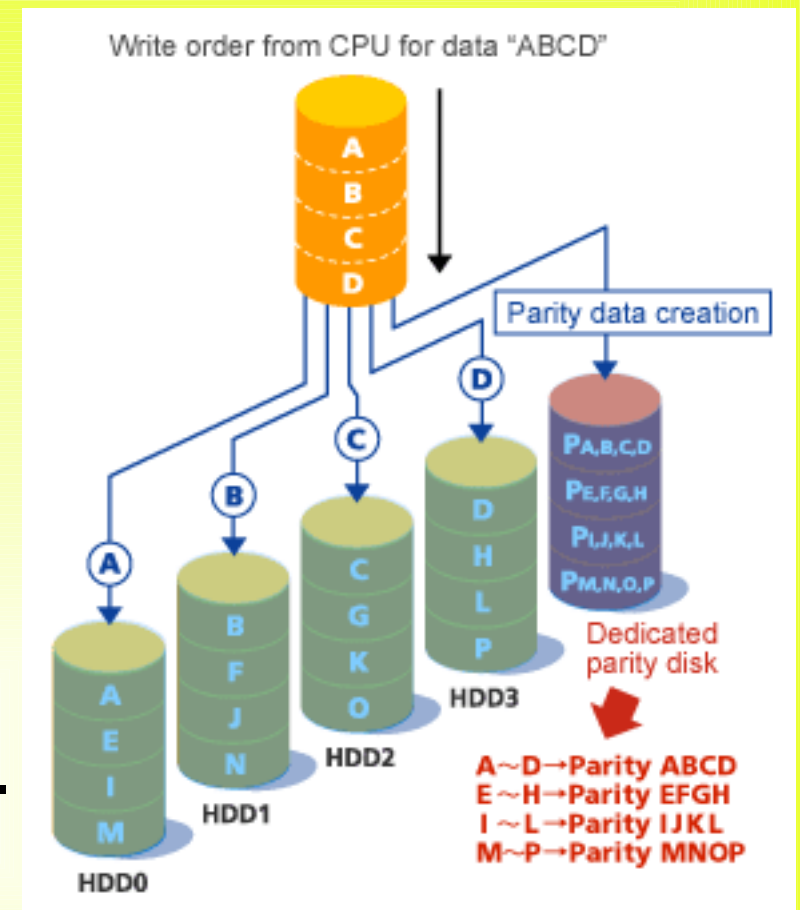 Write order from CPU for data “ABCD”
A
B
C
D
Parity data creation
D
C
B
A
PA,B,C,D
PE,F,G,H
PI,J,K,L
PM,N,O,P
D
H
L
P
C
G
K
O
B
F
J
N
A
E
I
M
Dedicated
parity disk
HDD3
HDD2
HDD1
HDD0
A~D→Parity ABCD
E~H→Parity EFGH
I~L→Parity IJKL
M~P→Parity MNOP